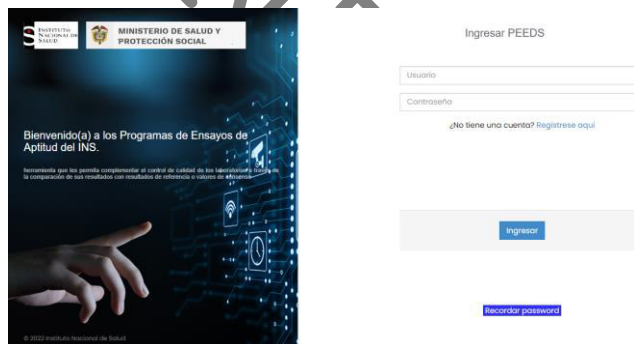 INSTITUTO
NACIONAL DE
SALUD
MINISTERIO DE SALUD Y
PROTECCIÓN SOCIAL
Bienvenido(a) a los Programas de Ensayos de
Aptitud del INS.
herramienta que les permita complementar el control de calidad de los laboratorios a través de
la comparación de sus resultados con resultados de referencia o valores de consenso
© 2022 Instituto Nacional de Salud
Ingresar PEEDS
Usuario
Contraseña
¿No tiene una cuenta? Registrese aquí
Ingresar
Recordar password